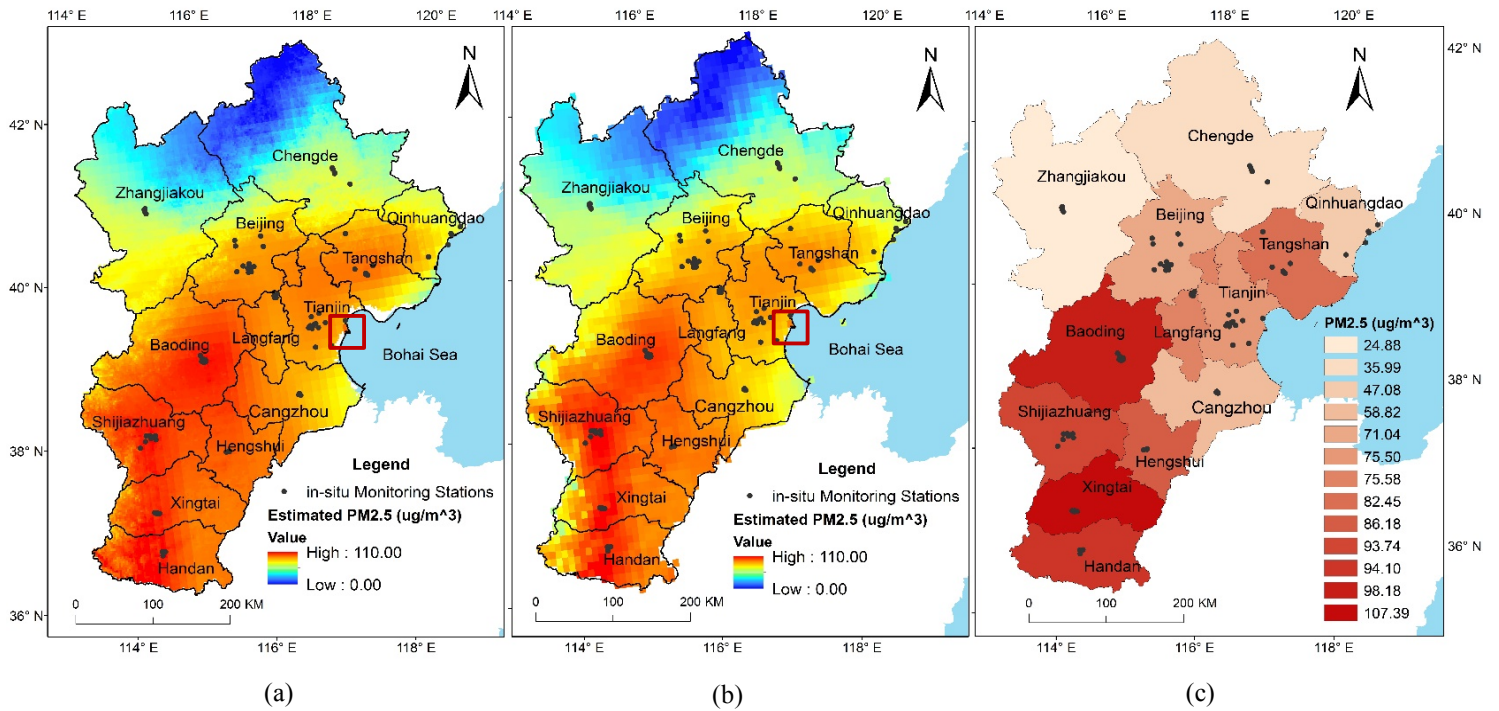 114° E 116° E 118° E 120° E
N
42° N
Chengde
Zhangjiakou
Beijing
Qinhuangdao
Tangshan
40° N
Tianjin
Langfang
Baoding
Bohai Sea
Cangzhou
Shijiazhuang
38° N
Hengshui
Legend
in-situ Monitoring Stations
Xingtai
Estimated PM2.5 (ug/m^3)
Value
High : 110.00
Low : 0.00
Handan
0 100 200 KM
36° N
114° E 116° E 118° E
(a)
114° E 116° E 118° E 120° E
N
Chengde
Zhangjiakou
Beijing
Qinhuangdao
Tangshan
Tianjin
Langfang
Baoding
Bohai Sea
Cangzhou
Shijiazhuang
Hengshui
Legend
in-situ Monitoring Stations
Xingtai
Estimated PM2.5 (ug/m^3)
Value
High : 110.00
Low : 0.00
Handan
0 100 200 KM
114° E 116° E 118° E
(b)
116° E 118° E 120° E
42° N
N
Chengde
Zhangjiakou
Qinhuangdao
40° N
Beijing
Tangshan
Tianjin
Baoding
Langfang
PM2.5 (ug/m^3)
24.88
35.99
38° N
47.08
58.82
Cangzhou
Shijiazhuang
71.04
75.50
Hengshui
75.58
82.45
Xingtai
86.18
93.74
36° N
94.10
Handan
98.18
107.39
0 100 200 KM
114° E 116° E 118° E
(c)